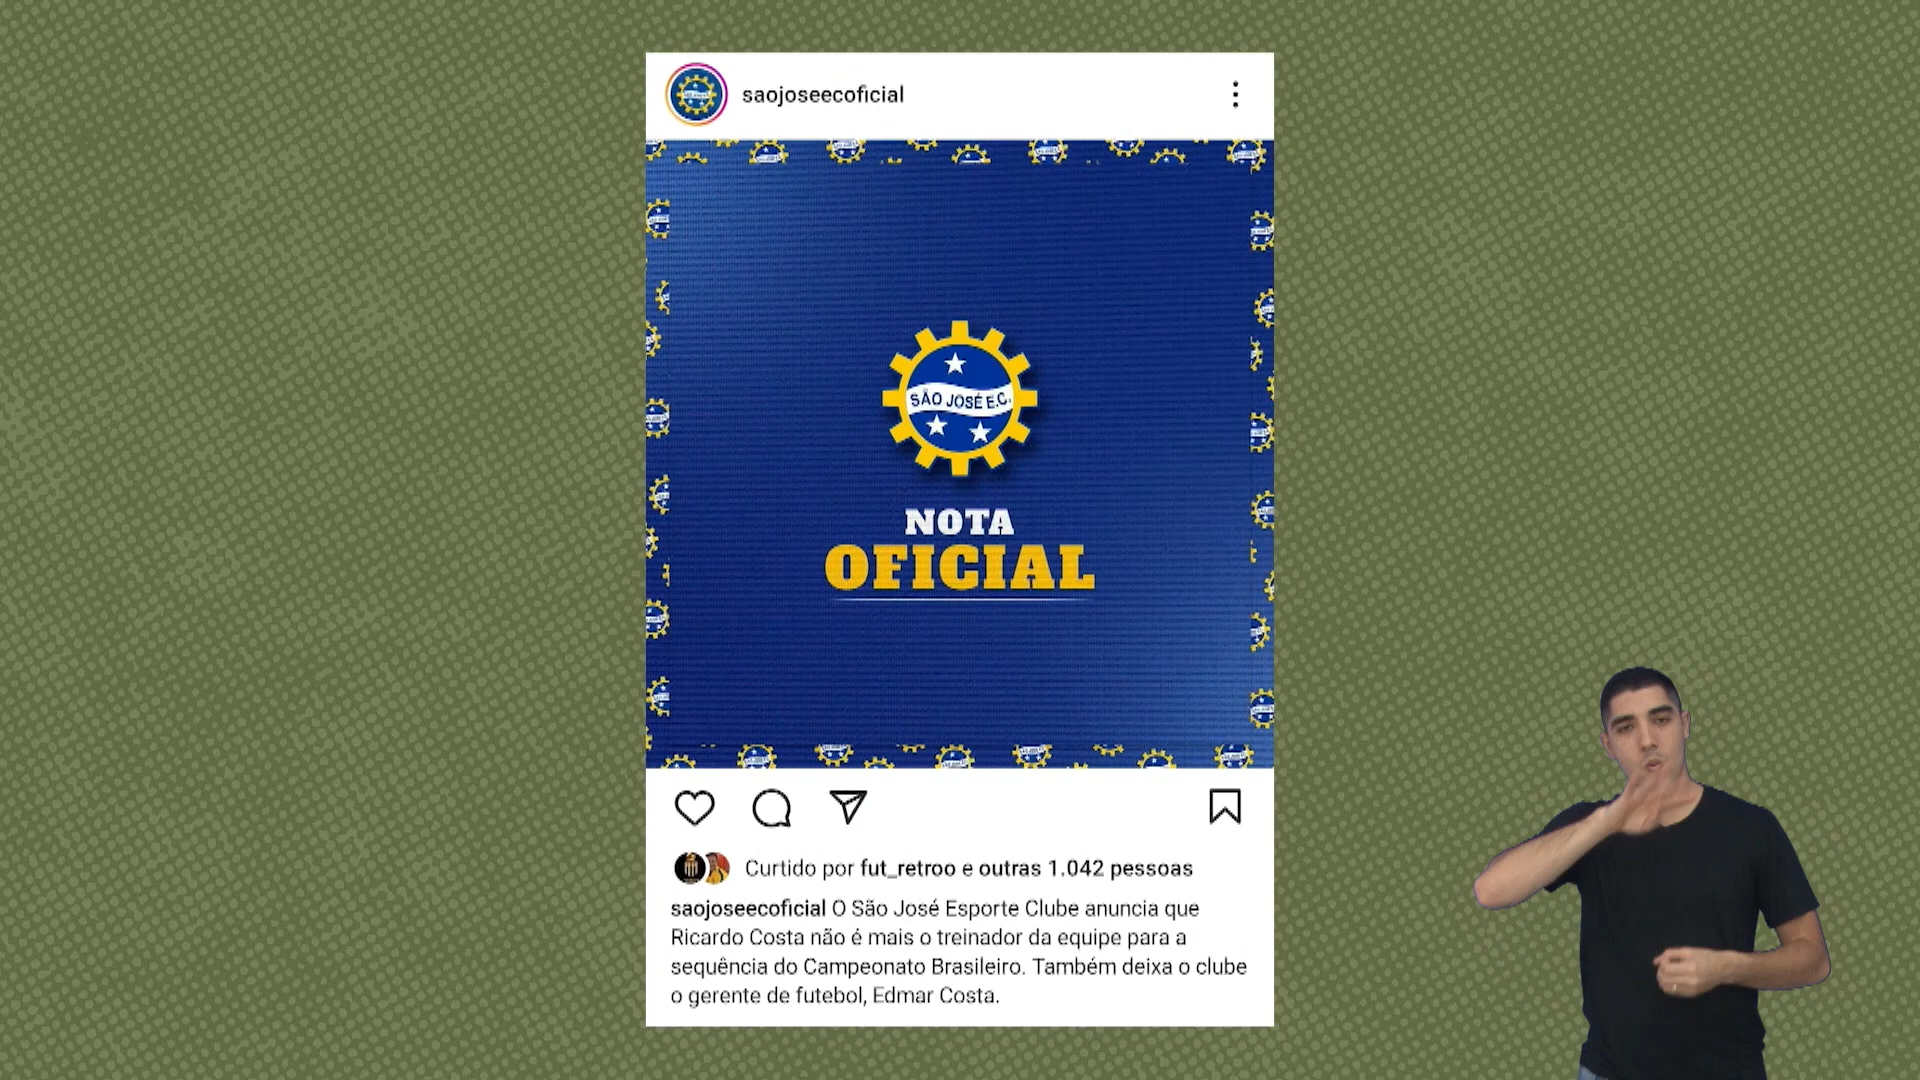 saojoseecoficial
SÃO JOSÉ E.C.
NOTA
OFICIAL
Curtido por fut_retroo e outras 1.042 pessoas
saojoseecoficial O São José Esporte Clube anuncia que
Ricardo Costa não é mais o treinador da equipe para a
sequência do Campeonato Brasileiro. Também deixa o clube
o gerente de futebol, Edmar Costa.